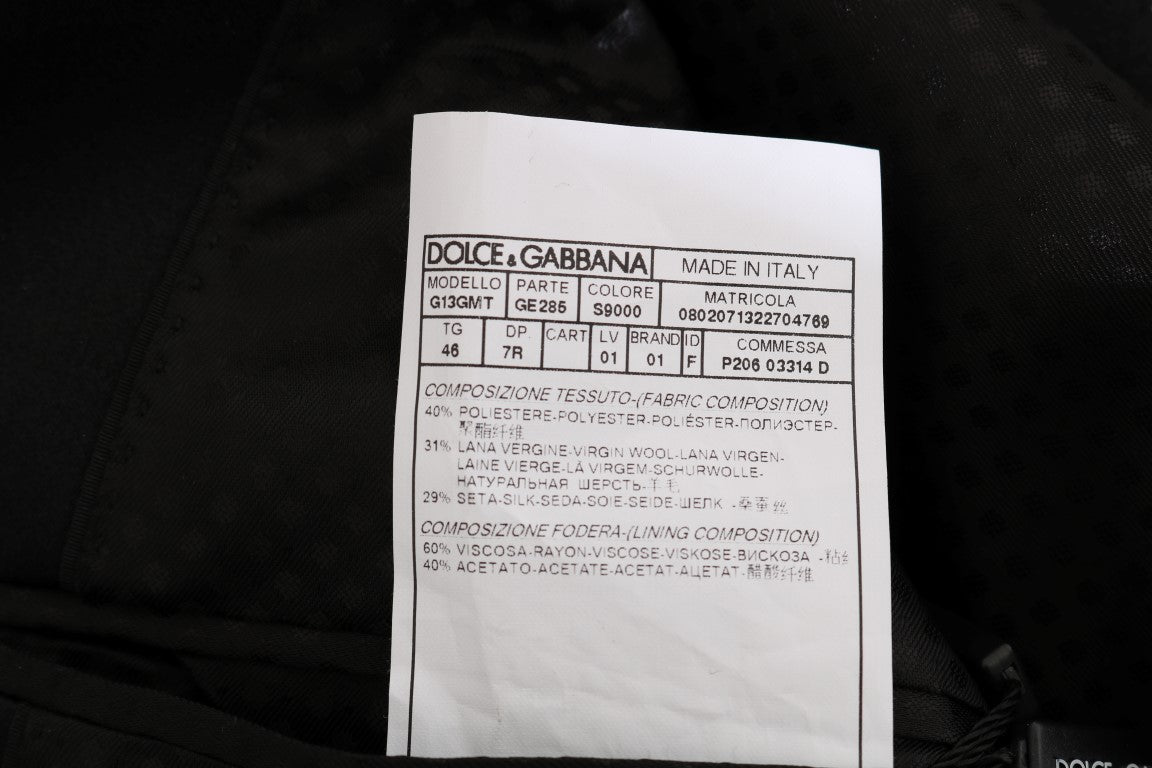 DOLCE & GABBANA MADE IN ITALY
MODELLO PARTE COLORE MATRICOLA
G13GMT GE285 S9000 0802071322704769
TG DP. CART LV BRAND ID COMMESSA
46 7R 01 01 F P206 03314 D
COMPOSIZIONE TESSUTO-(FABRIC COMPOSITION)
40% POLIESTERE-POLYESTER-POLIÉSTER-ПОЛИЭСТЕР-
聚酯纤维
31% LANA VERGINE-VIRGIN WOOL-LANA VIRGEN-
LAINE VIERGE-LÃ VIRGEM-SCHURWOLLE-
НАТУРАЛЬНАЯ ШЕРСТЬ-羊毛
29% SETA-SILK-SEDA-SOIE-SEIDE-ШЕЛК -桑蚕丝
COMPOSIZIONE FODERA-(LINING COMPOSITION)
60% VISCOSA-RAYON-VISCOSE-VISKOSE-ВИСКОЗА -粘
40% ACETATO-ACETATE-ACETAT-АЦЕТАТ-醋酸纤维
DOLCE